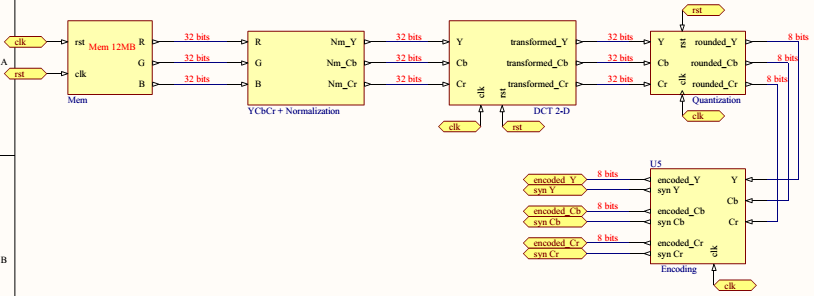 rst
clk
rst
A
rst
clk
Mem 12MB
R
G
B
Mem
32 bits
32 bits
32 bits
R
G
B
Nm_Y
Nm_Cb
Nm_Cr
YCbCr + Normalization
32 bits
32 bits
32 bits
Y
Cb
Cr
transformed_Y
transformed_Cb
transformed_Cr
clk
rst
DCT 2-D
clk
rst
32 bits
32 bits
32 bits
Y
Cb
Cr
rst
clk
rounded_Y
rounded_Cb
rounded_Cr
Quantization
clk
8 bits
8 bits
8 bits
U5
encoded_Y
syn Y
encoded_Cb
syn Cb
encoded_Cr
syn Cr
8 bits
8 bits
8 bits
encoded_Y
syn Y
encoded_Cb
syn Cb
encoded_Cr
syn Cr
Y
Cb
Cr
clk
Encoding
clk
B
clk